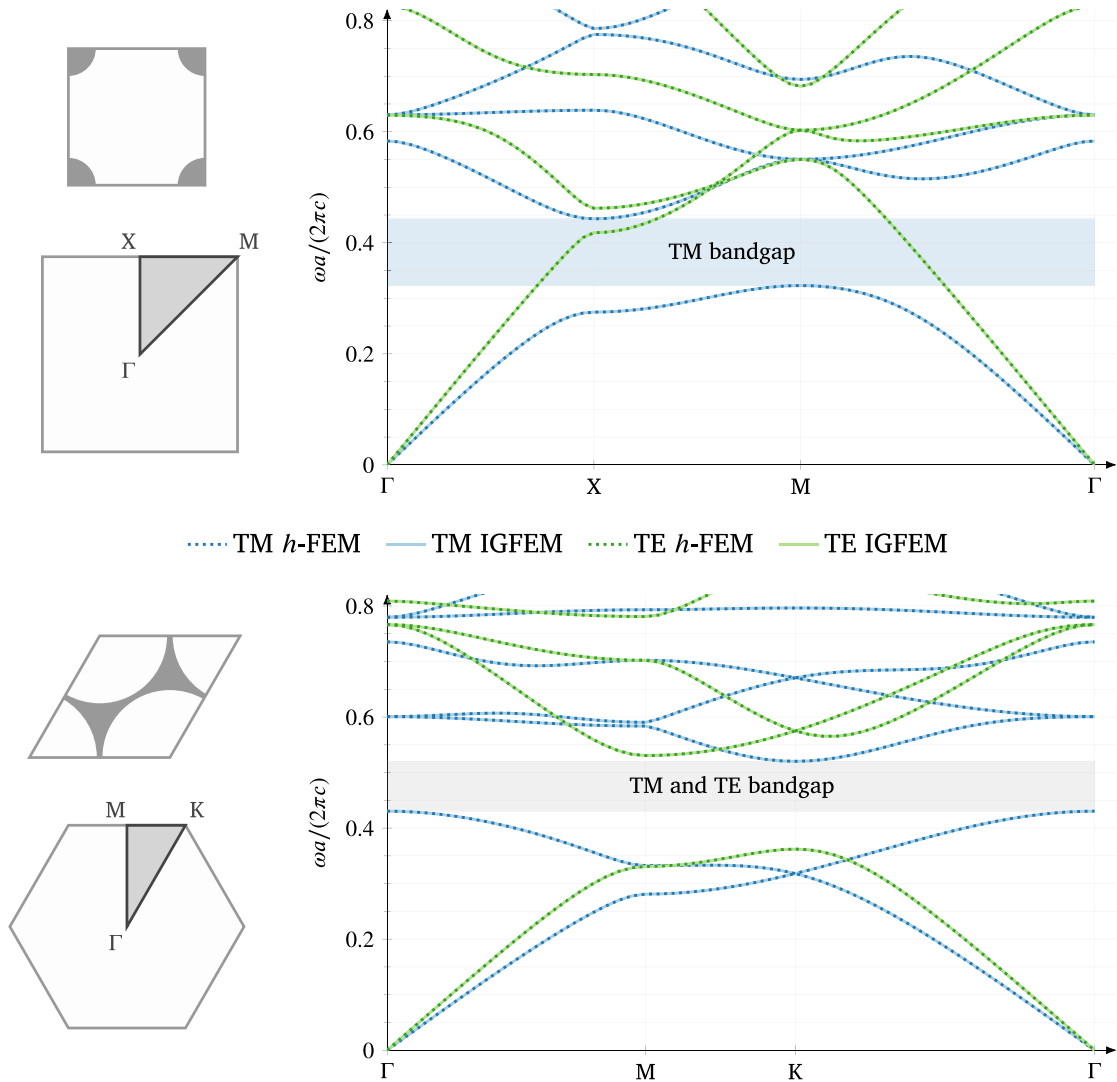 X
M
Γ
0.8
0.6
0.4
0.2
0
ωa/(2πc)
TM bandgap
Γ
X
M
Γ
TM h-FEM
TM IGFEM
TE h-FEM
TE IGFEM
M
K
Γ
0.8
0.6
0.4
0.2
0
ωa/(2πc)
TM and TE bandgap
Γ
M
K
Γ